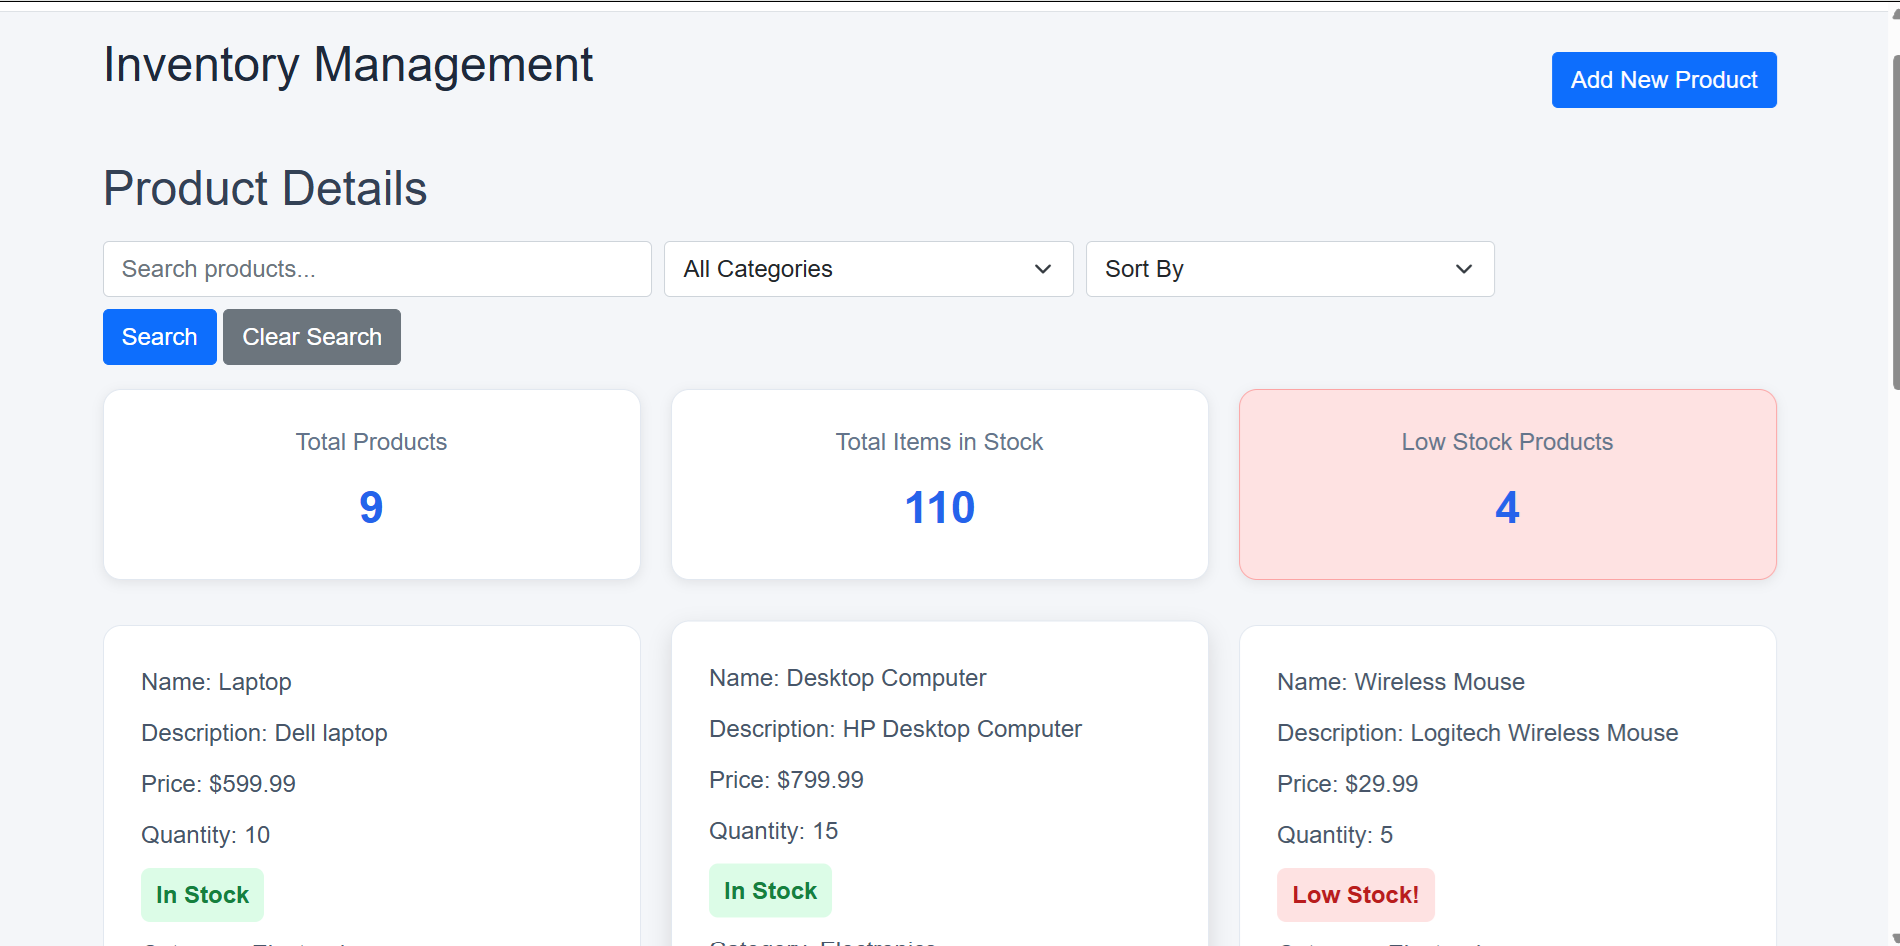 Inventory Management
Add New Product
Product Details
Search products...
All Categories
Sort By
Search
Clear Search
Total Products
9
Total Items in Stock
110
Low Stock Products
4
Name: Laptop
Description: Dell laptop
Price: $599.99
Quantity: 10
In Stock
Name: Desktop Computer
Description: HP Desktop Computer
Price: $799.99
Quantity: 15
In Stock
Category: Electronics
Name: Wireless Mouse
Description: Logitech Wireless Mouse
Price: $29.99
Quantity: 5
Low Stock!